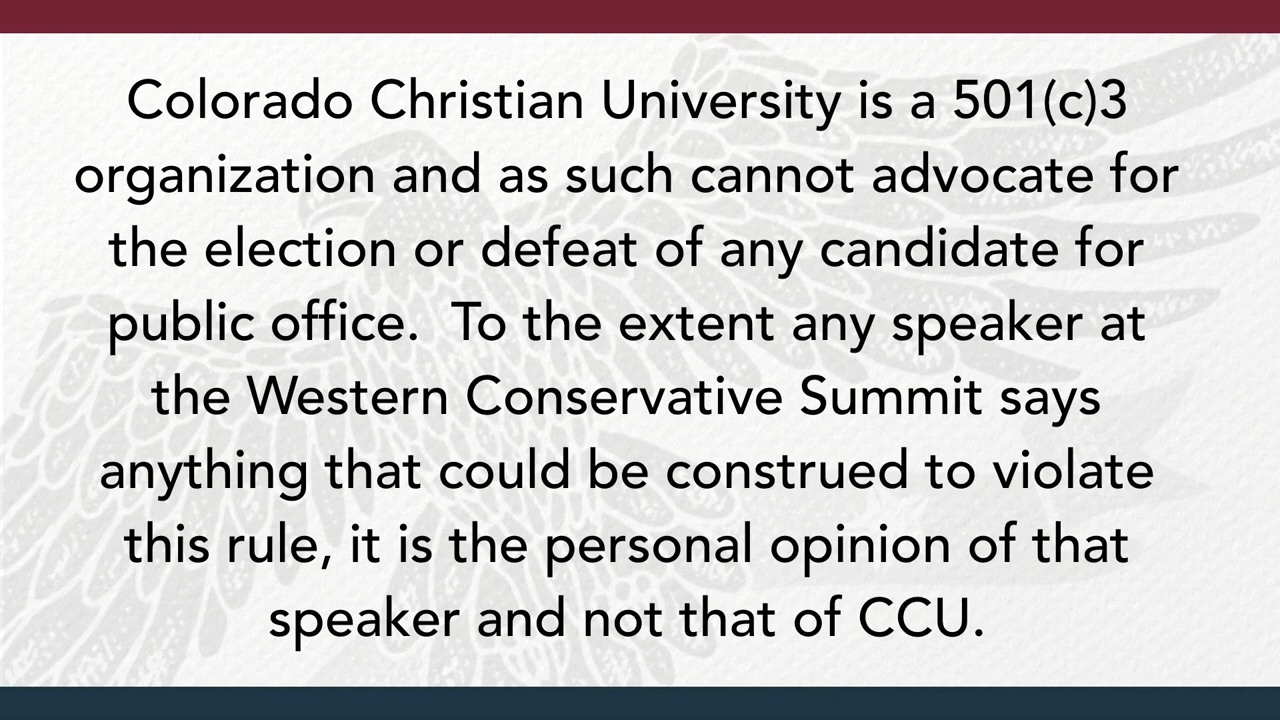 Colorado Christian University is a 501(c)3
organization and as such cannot advocate for
the election or defeat of any candidate for
public office.  To the extent any speaker at
the Western Conservative Summit says
anything that could be construed to violate
this rule, it is the personal opinion of that
speaker and not that of CCU.